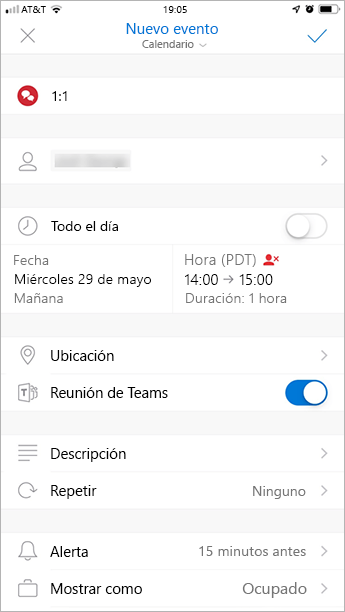 AT&T 19:05
Nuevo evento
Calendario
1:1
Todo el día
Fecha
Miércoles 29 de mayo
Mañana
Hora (PDT)
14:00 → 15:00
Duración: 1 hora
Ubicación
Reunión de Teams
Descripción
Repetir Ninguno
Alerta 15 minutos antes
Mostrar como Ocupado